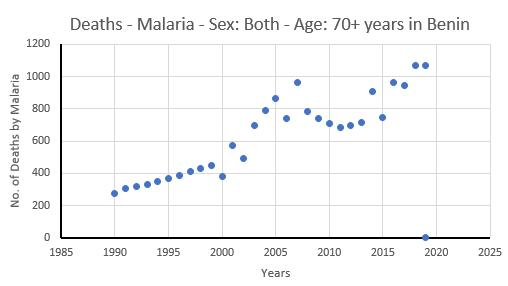 Deaths - Malaria - Sex: Both - Age: 70+ years in Benin
1200
1000
800
600
400
200
0
No. of Deaths by Malaria
1985 1990 1995 2000 2005 2010 2015 2020 2025
Years